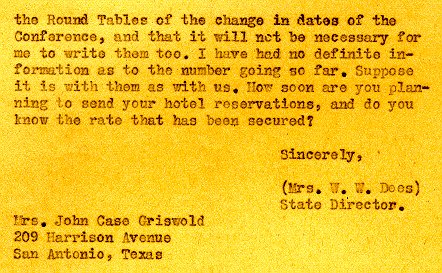 the Round Tables of the change in dates of the
Conference, and that it will not be necessary for
me to write them too. I have had no definite in-
formation as to the number going so far. Suppose
it is with them as with us. How soon are you plan-
ning to send your hotel reservations, and do you
know the rate that has been secured?
Sincerely,
(Mrs. W. W. Dees)
State Director.
Mrs. John Case Griswold
209 Harrison Avenue
San Antonio, Texas